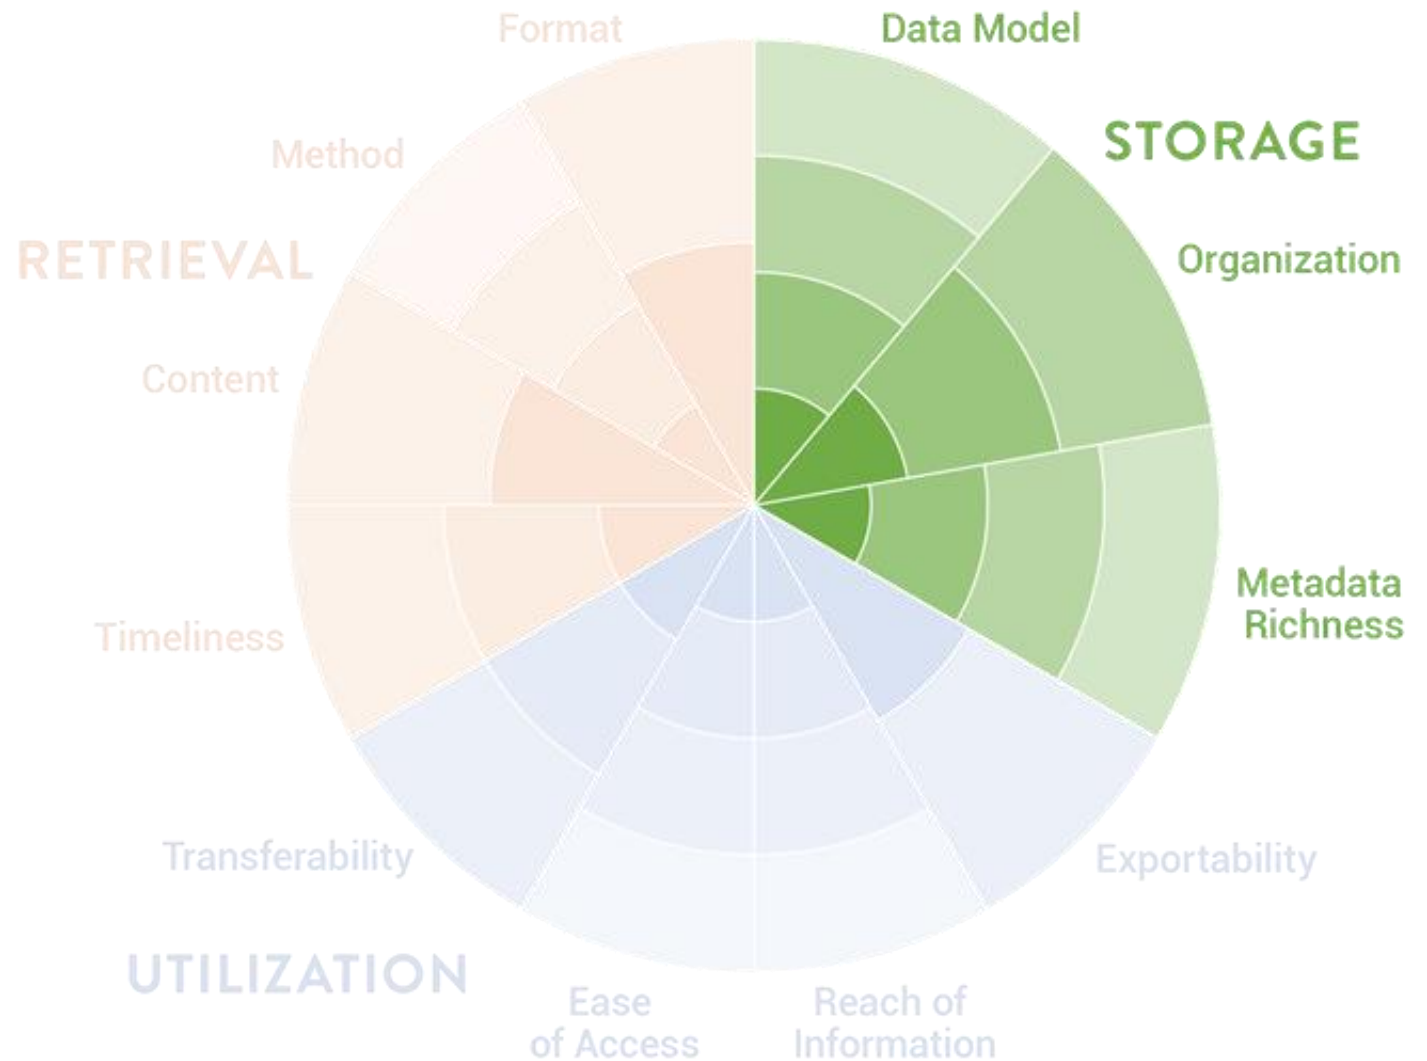 Format
Data Model
STORAGE
Method
RETRIEVAL
Organization
Content
Metadata
Richness
Timeliness
Transferability
Exportability
UTILIZATION
Ease
of Access
Reach of
Information